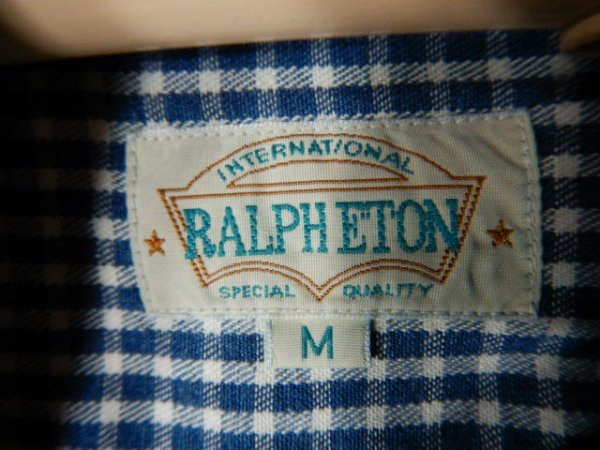 INTERNATIONAL
RALPH ETON
SPECIAL QUALITY
M